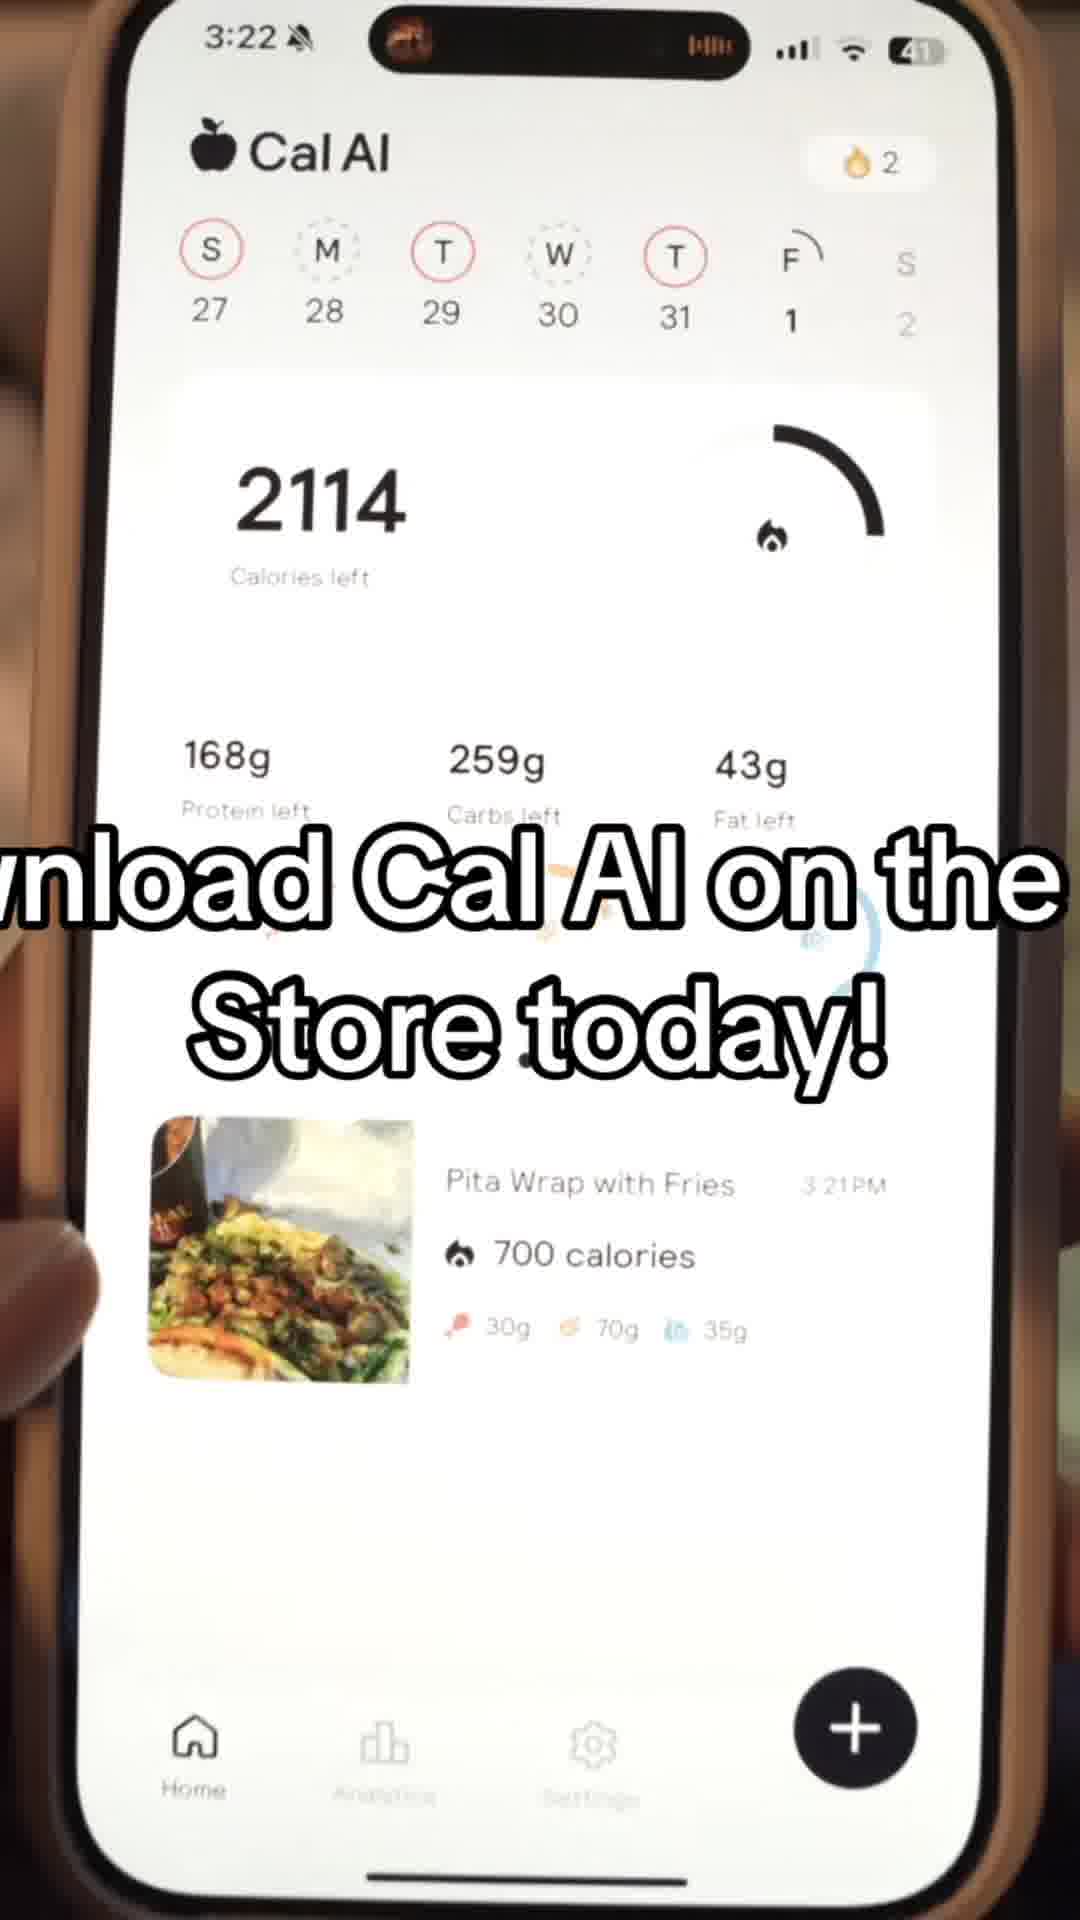 3:22 41
Cal AI
2
S M T W T F S
27 28 29 30 31 1 2
2114
Calories left
168g 259g 43g
Protein left Carbs left Fat left
wnload Cal AI on the
Store today!
Pita Wrap with Fries 3:21 PM
700 calories
30g 70g 35g
Home Analytics Settings